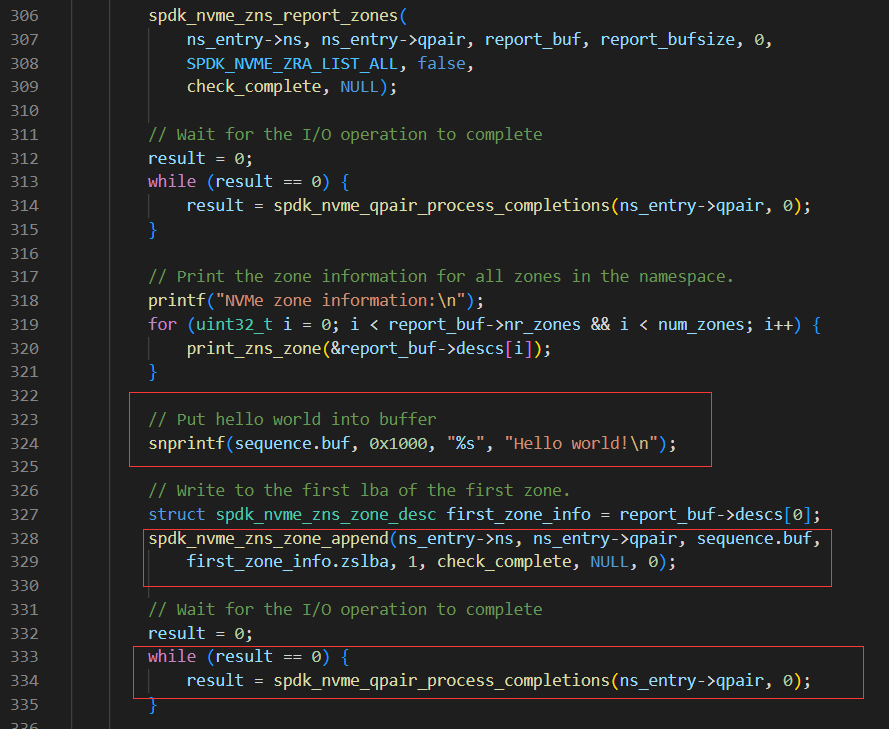 306 spdk_nvme_zns_report_zones(
307 ns_entry->ns, ns_entry->qpair, report_buf, report_bufsize, 0,
308 SPDK_NVME_ZRA_LIST_ALL, false,
309 check_complete, NULL);
310
311 // Wait for the I/O operation to complete
312 result = 0;
313 while (result == 0) {
314 result = spdk_nvme_qpair_process_completions(ns_entry->qpair, 0);
315 }
316
317 // Print the zone information for all zones in the namespace.
318 printf("NVMe zone information:\n");
319 for (uint32_t i = 0; i < report_buf->nr_zones && i < num_zones; i++) {
320 print_zns_zone(&report_buf->descs[i]);
321 }
322
323 // Put hello world into buffer
324 snprintf(sequence.buf, 0x1000, "%s", "Hello world!\n");
325
326 // Write to the first lba of the first zone.
327 struct spdk_nvme_zns_zone_desc first_zone_info = report_buf->descs[0];
328 spdk_nvme_zns_zone_append(ns_entry->ns, ns_entry->qpair, sequence.buf,
329 first_zone_info.zslba, 1, check_complete, NULL, 0);
330
331 // Wait for the I/O operation to complete
332 result = 0;
333 while (result == 0) {
334 result = spdk_nvme_qpair_process_completions(ns_entry->qpair, 0);
335 }
336